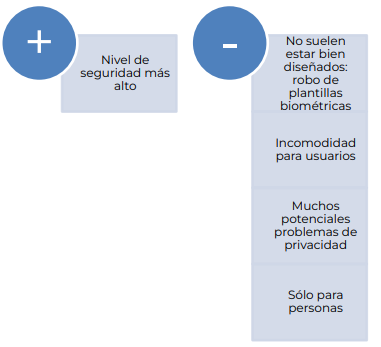 +
Nivel de
seguridad más
alto
-
No suelen
estar bien
diseñados:
robo de
plantillas
biométricas
Incomodidad
para usuarios
Muchos
potenciales
problemas de
privacidad
Sólo para
personas